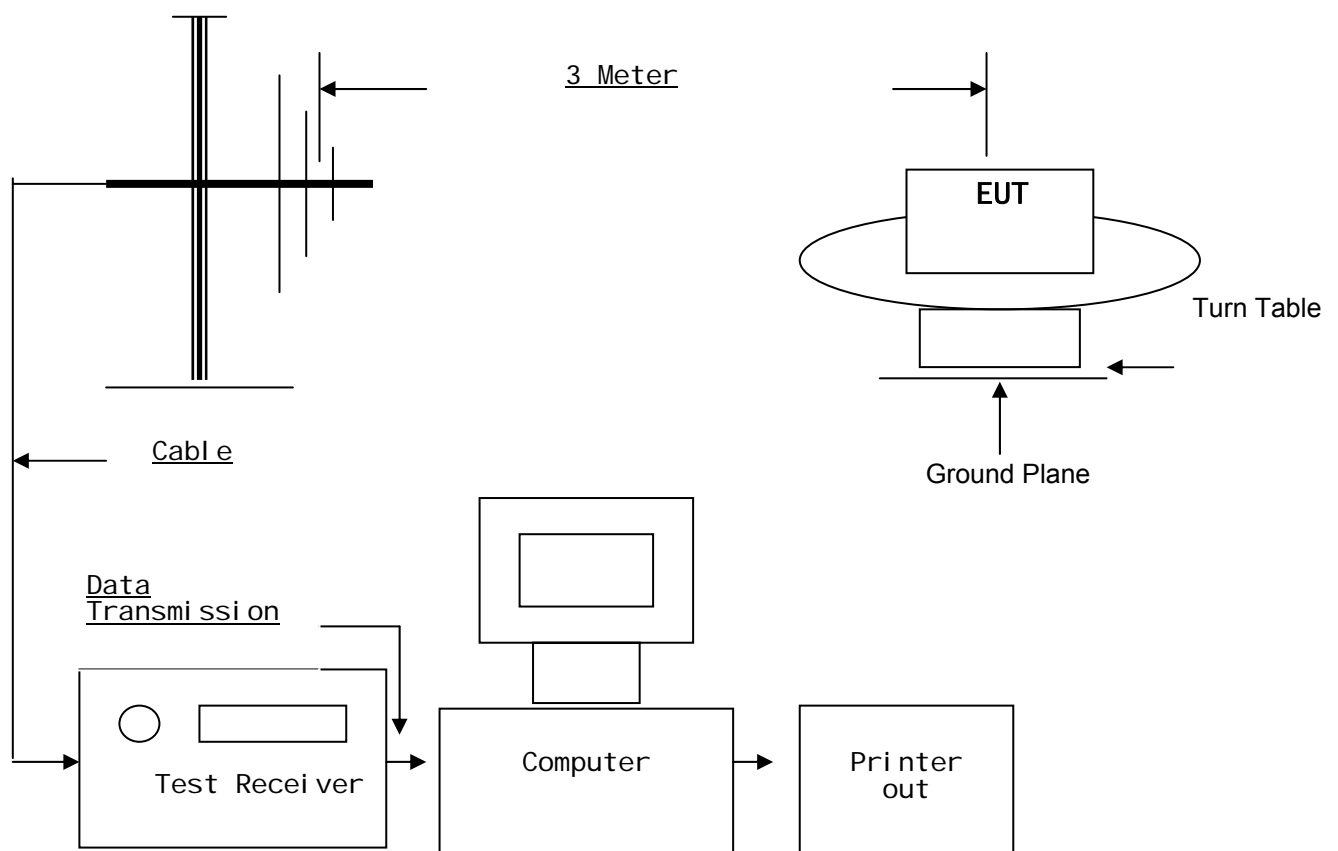 3 Meter
EUT
Turn Table
Cable
Ground Plane
Data
Transmission
Test Receiver
Computer
Printer
out